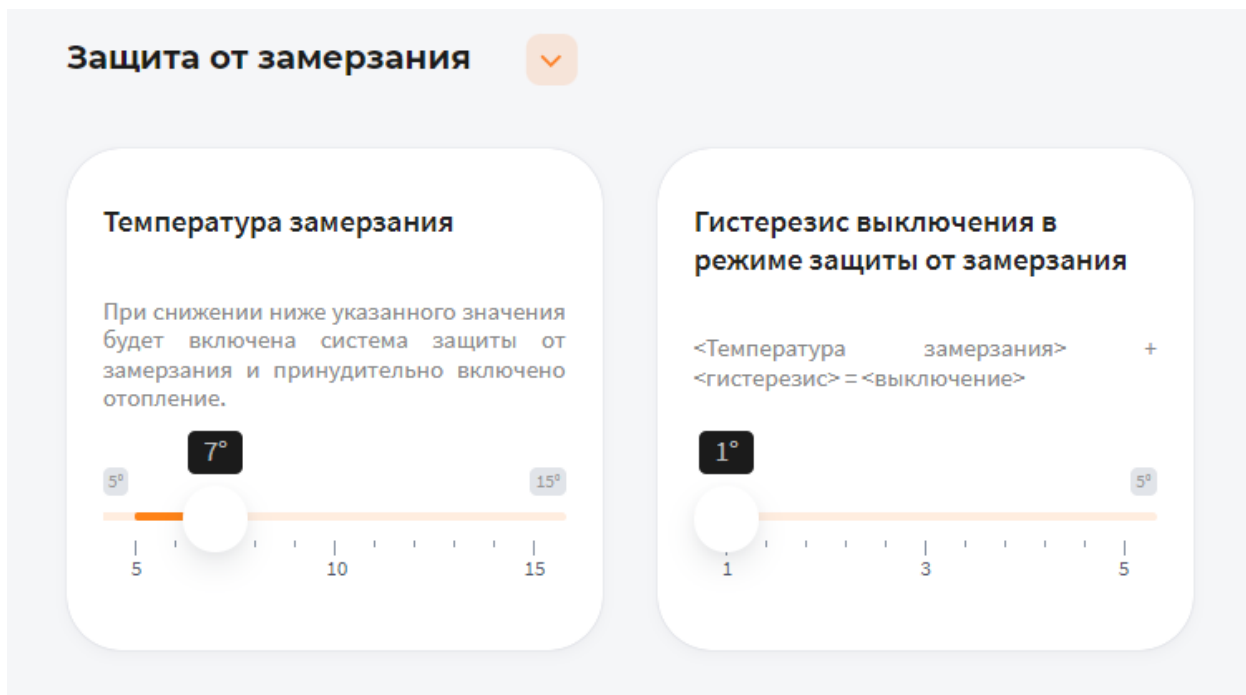 Защита от замерзания
Температура замерзания
При снижении ниже указанного значения
будет включена система защиты от
замерзания и принудительно включено
отопление.
7°
5°
15°
5
10
15
Гистерезис выключения в
режиме защиты от замерзания
<Температура замерзания> +
<гистерезис> = <выключение>
1°
5°
1
3
5